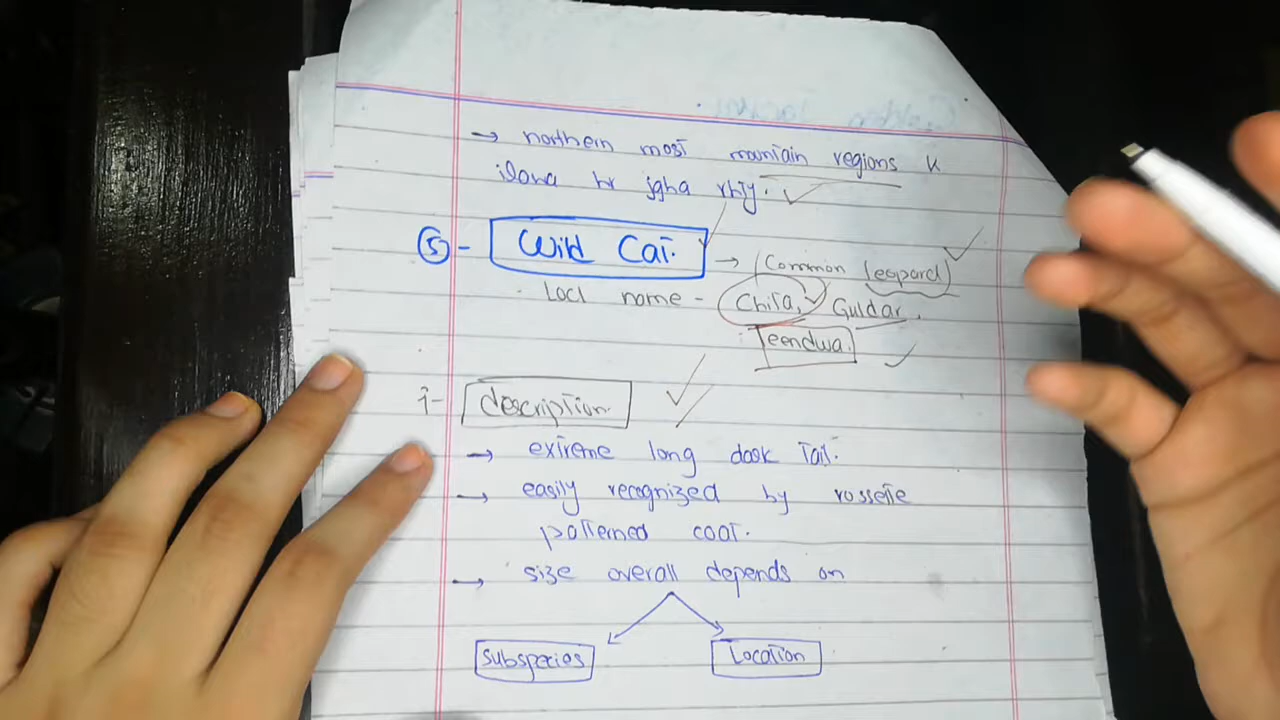 → northern most mountain regions k
ilawa hr jgha rhty.
⑤ - Wild Cat. → (Common leopard)
Locl name - Chita, Guldar.
Teendwa.
i- description.
→ extreme long dark Tail.
→ easily recognized by rossete
patterned coat.
→ size overall depends on
Subspecies Location